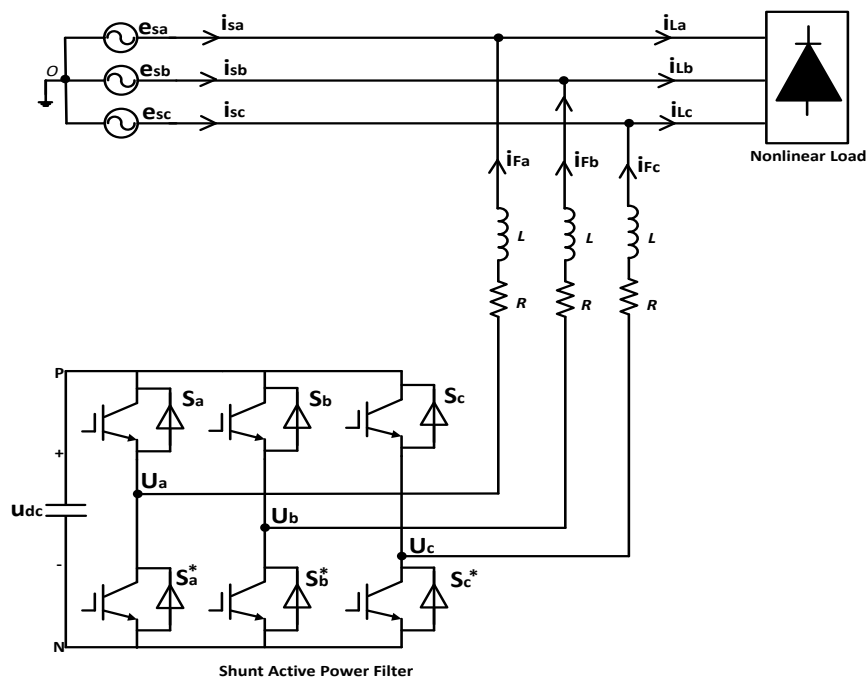 esa isa iLa
O esb isb iLb
esc isc iLc
Nonlinear Load
iFa iFb iFc
L L L
R R R
P
Sa Sb Sc
+
Ua
udc Ub
Uc
-
Sa* Sb* Sc*
N
Shunt Active Power Filter